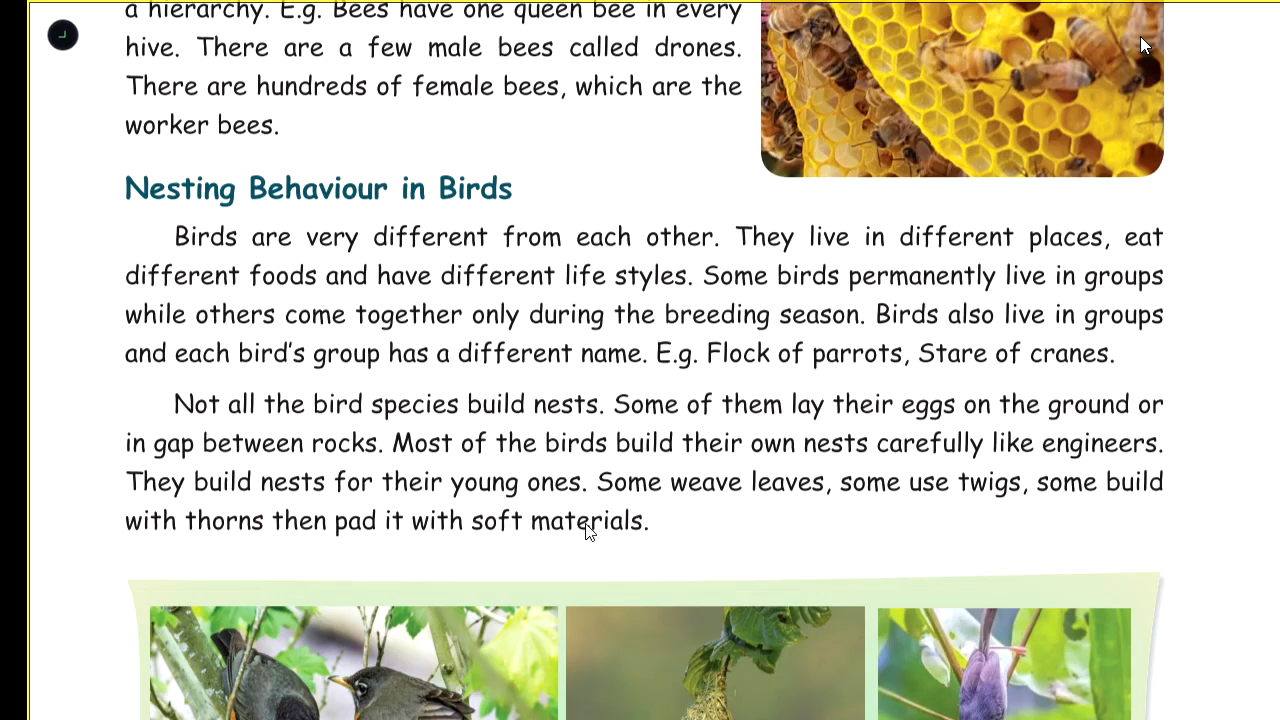 a hierarchy. E.g. Bees have one queen bee in every
hive. There are a few male bees called drones.
There are hundreds of female bees, which are the
worker bees.
Nesting Behaviour in Birds
Birds are very different from each other. They live in different places, eat
different foods and have different life styles. Some birds permanently live in groups
while others come together only during the breeding season. Birds also live in groups
and each bird's group has a different name. E.g. Flock of parrots, Stare of cranes.
Not all the bird species build nests. Some of them lay their eggs on the ground or
in gap between rocks. Most of the birds build their own nests carefully like engineers.
They build nests for their young ones. Some weave leaves, some use twigs, some build
with thorns then pad it with soft materials.